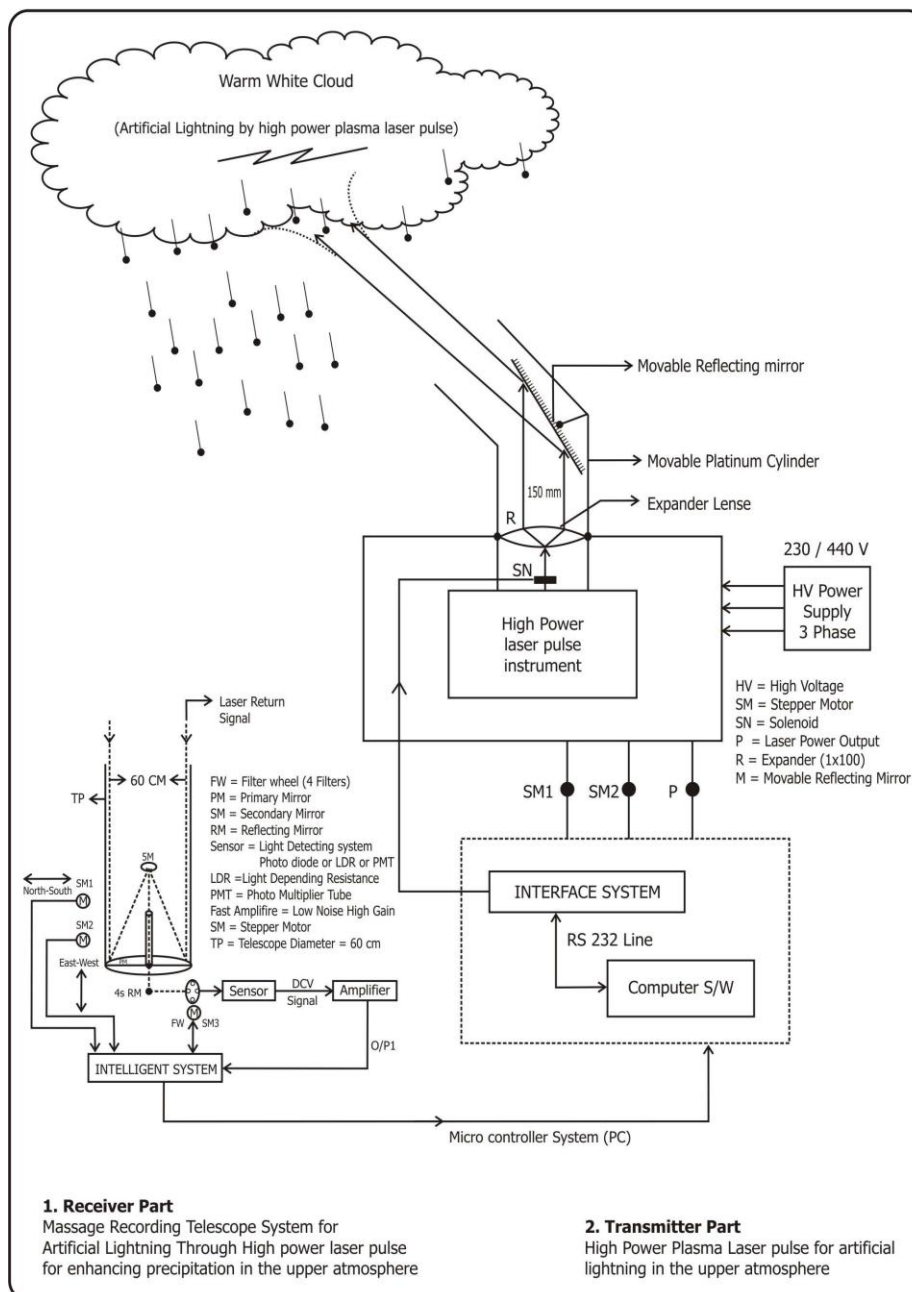 Warm White Cloud
(Artificial Lightning by high power plasma laser pulse)
Movable Reflecting mirror
Movable Platinum Cylinder
150 mm
Expander Lense
R
SN
230 / 440 V
HV Power
Supply
3 Phase
High Power
laser pulse
instrument
HV = High Voltage
SM = Stepper Motor
SN = Solenoid
P = Laser Power Output
R = Expander (1x100)
M = Movable Reflecting Mirror
Laser Return
Signal
60 CM
TP
FW = Filter wheel (4 Filters)
PM = Primary Mirror
SM = Secondary Mirror
RM = Reflecting Mirror
Sensor = Light Detecting system
Photo diode or LDR or PMT
LDR =Light Depending Resistance
PMT = Photo Multiplier Tube
Fast Amplifire = Low Noise High Gain
SM = Stepper Motor
TP = Telescope Diameter = 60 cm
SM1
SM2
P
SM
North-South
SM1
M
SM2
M
East-West
PM
4s RM
FW
M
SM3
Sensor
DCV
Signal
Amplifier
O/P1
INTELLIGENT SYSTEM
INTERFACE SYSTEM
RS 232 Line
Computer S/W
Micro controller System (PC)
1. Receiver Part
Massage Recording Telescope System for
Artificial Lightning Through High power laser pulse
for enhancing precipitation in the upper atmosphere
2. Transmitter Part
High Power Plasma Laser pulse for artificial
lightning in the upper atmosphere